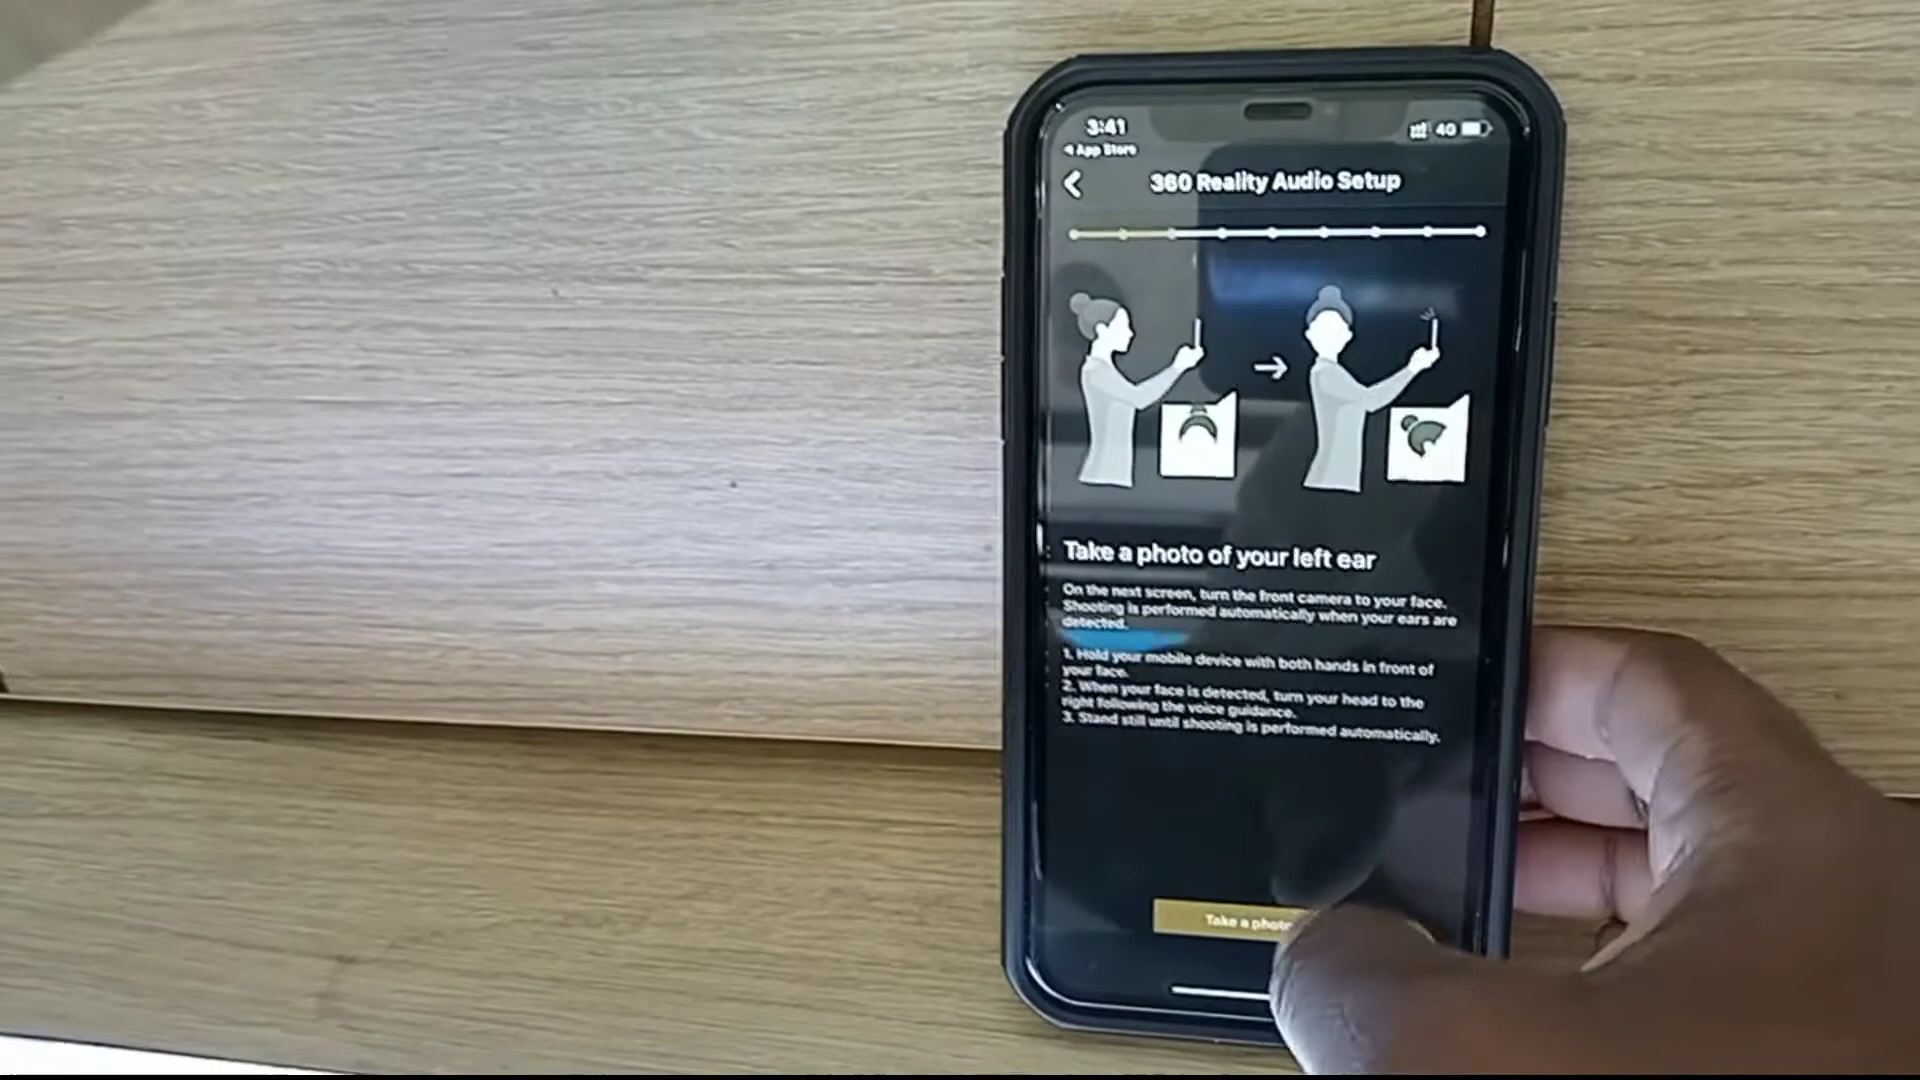 3:41
40
App Store
360 Reality Audio Setup
Take a photo of your left ear
On the next screen, turn the front camera to your face.
Shooting is performed automatically when your ears are
detected.
1. Hold your mobile device with both hands in front of
your face.
2. When your face is detected, turn your head to the
right following the voice guidance.
3. Stand still until shooting is performed automatically.
Take a photo